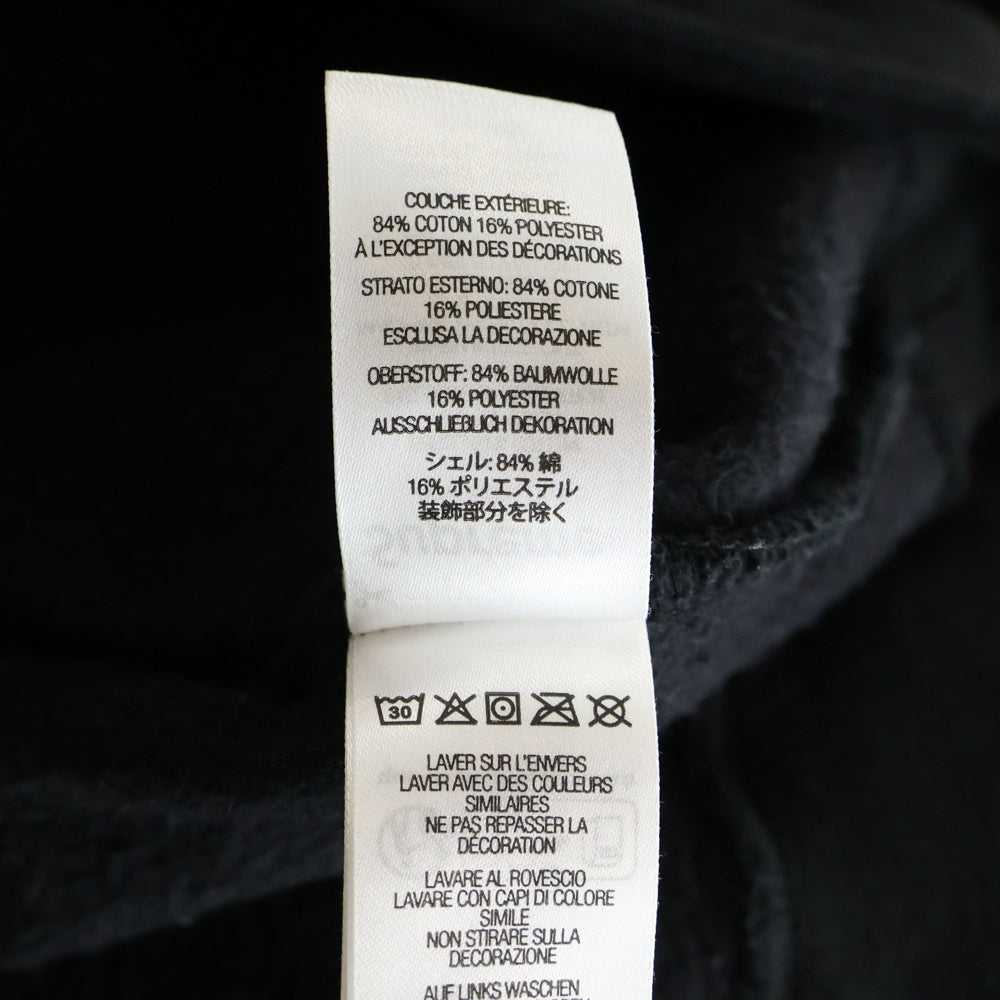 COUCHE EXTÉRIEURE:
84% COTON 16% POLYESTER
À L'EXCEPTION DES DÉCORATIONS
STRATO ESTERNO: 84% COTONE
16% POLIESTERE
ESCLUSA LA DECORAZIONE
OBERSTOFF: 84% BAUMWOLLE
16% POLYESTER
AUSSCHLIEßLICH DEKORATION
シェル: 84% 綿
16% ポリエステル
装飾部分を除く
30
LAVER SUR L'ENVERS
LAVER AVEC DES COULEURS
SIMILAIRES
NE PAS REPASSER LA
DÉCORATION
LAVARE AL ROVESCIO
LAVARE CON CAPI DI COLORE
SIMILE
NON STIRARE SULLA
DECORAZIONE
AUF LINKS WASCHEN